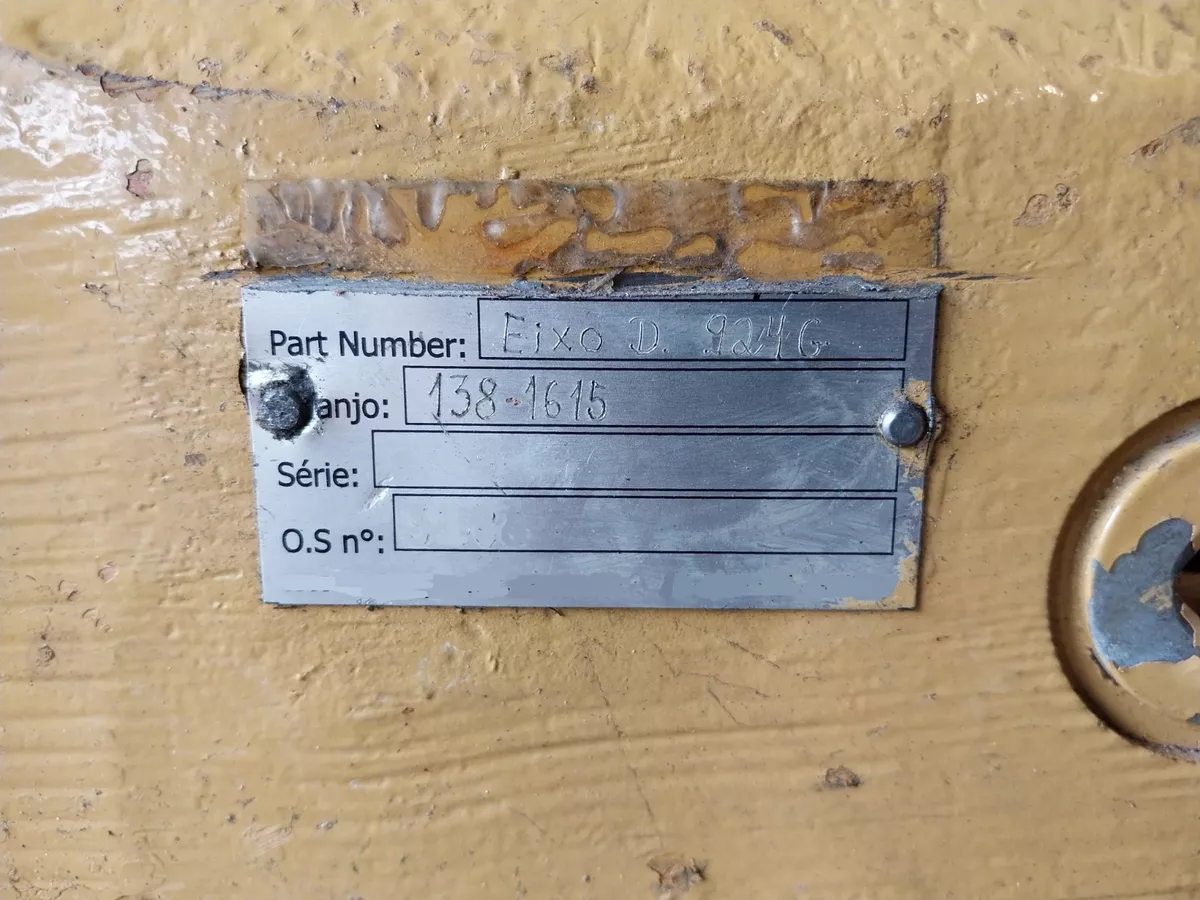 Part Number: Eixo D. 924G
anjo: 138-1615
Série:
O.S nº: